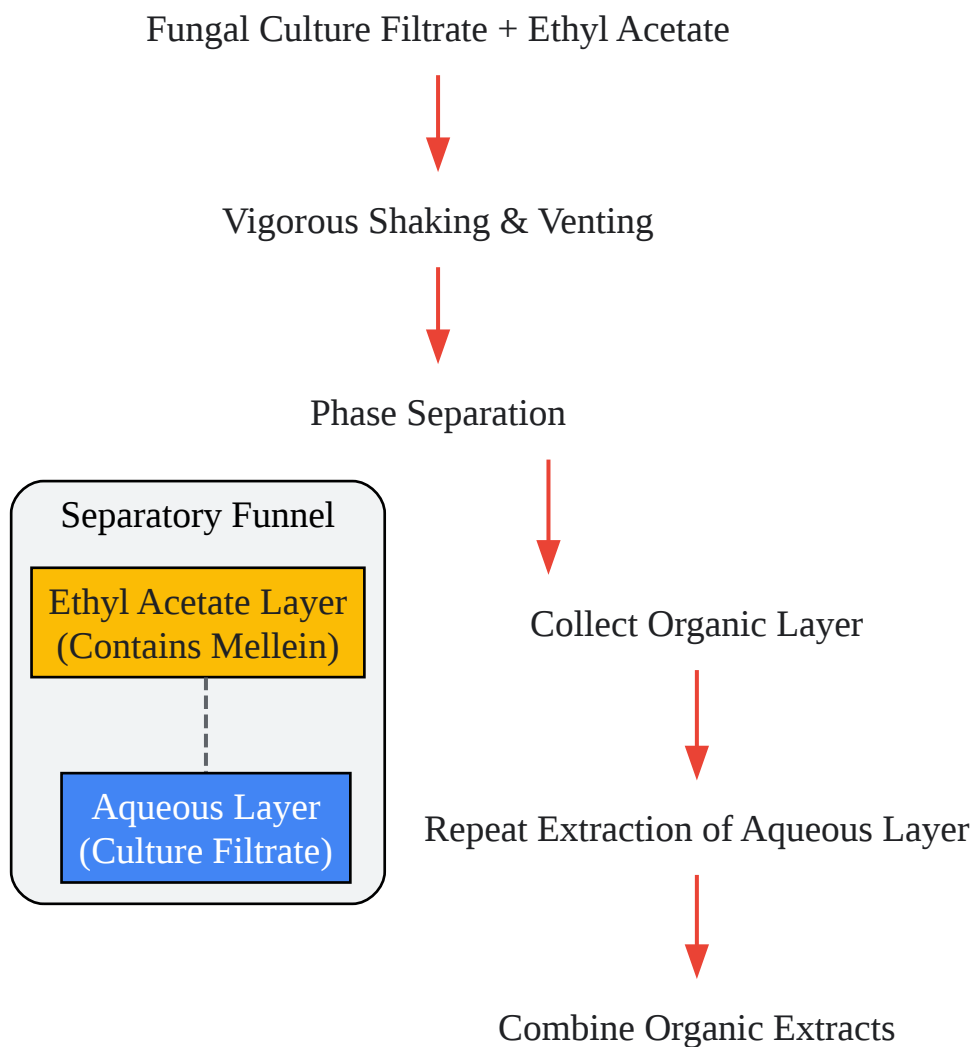 Fungal Culture Filtrate + Ethyl Acetate
Vigorous Shaking & Venting
Phase Separation
Separatory Funnel
Ethyl Acetate Layer
(Contains Mellein)
Aqueous Layer
(Culture Filtrate)
Collect Organic Layer
Repeat Extraction of Aqueous Layer
Combine Organic Extracts